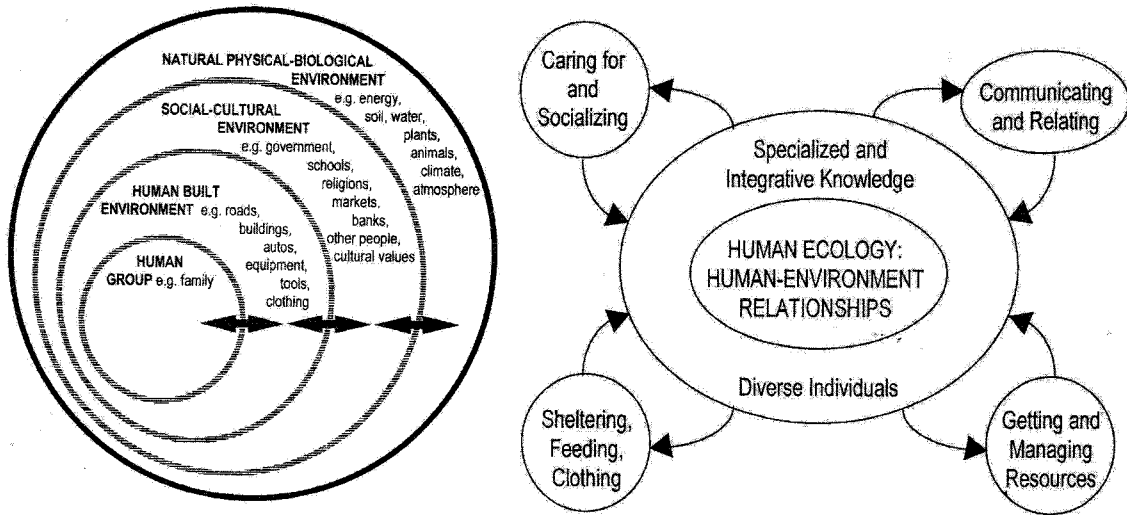 NATURAL PHYSICAL-BIOLOGICAL
ENVIRONMENT
e.g. energy,
soil, water,
plants,
animals,
climate,
atmosphere
SOCIAL-CULTURAL
ENVIRONMENT
e.g. government,
schools,
religions,
markets,
banks,
other people,
cultural values
HUMAN BUILT
ENVIRONMENT e.g. roads,
buildings,
autos,
equipment,
tools,
clothing
HUMAN
GROUP e.g. family
Caring for
and
Socializing
Communicating
and Relating
Specialized and
Integrative Knowledge
HUMAN ECOLOGY:
HUMAN-ENVIRONMENT
RELATIONSHIPS
Diverse Individuals
Sheltering,
Feeding,
Clothing
Getting and
Managing
Resources